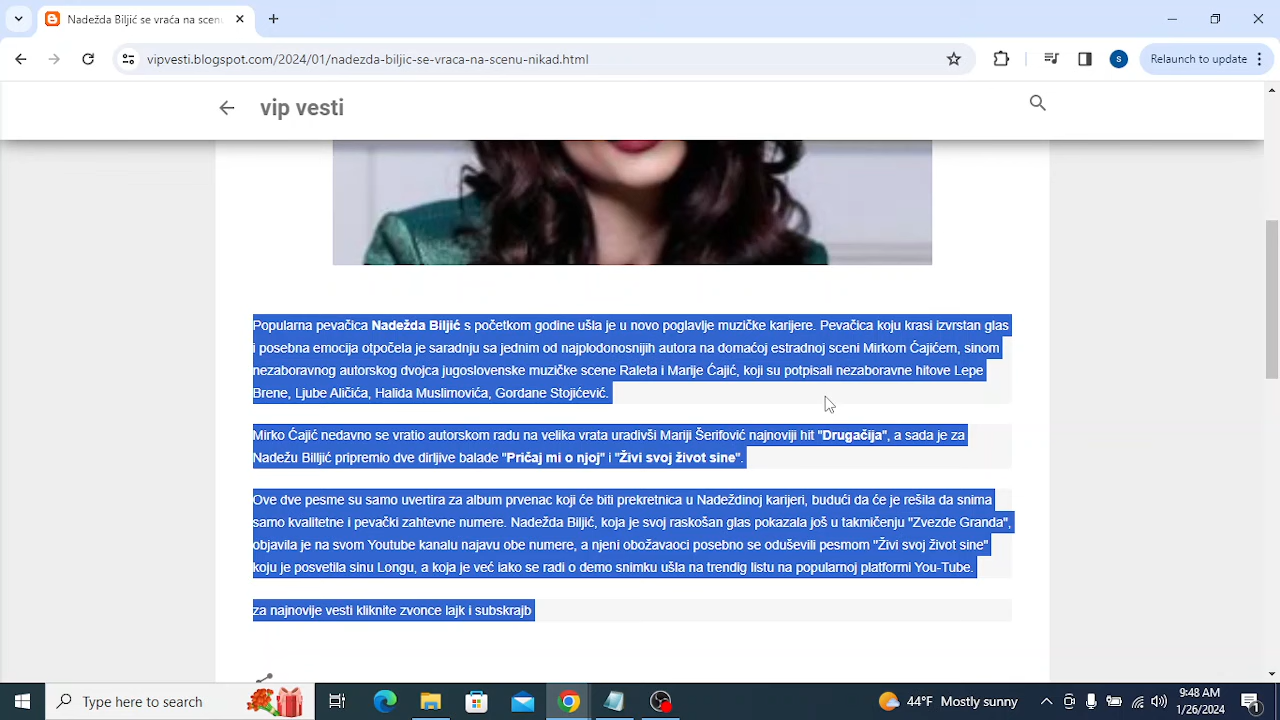 Nadežda Biljić se vraća na scenu
vipvesti.blogspot.com/2024/01/nadezda-biljic-se-vraca-na-scenu-nikad.html
s
Relaunch to update
vip vesti
Popularna pevačica Nadežda Biljić s početkom godine ušla je u novo poglavlje muzičke karijere. Pevačica koju krasi izvrstan glas
i posebna emocija otpočela je saradnju sa jednim od najplodonosnijih autora na domaćoj estradnoj sceni Mirkom Ćajićem, sinom
nezaboravnog autorskog dvojca jugoslovenske muzičke scene Raleta i Marije Ćajić, koji su potpisali nezaboravne hitove Lepe
Brene, Ljube Aličića, Halida Muslimovića, Gordane Stojićević.
Mirko Ćajić nedavno se vratio autorskom radu na velika vrata uradivši Mariji Šerifović najnoviji hit "Drugačija", a sada je za
Nadežu Billjić pripremio dve dirljive balade "Pričaj mi o njoj" i "Živi svoj život sine".
Ove dve pesme su samo uvertira za album prvenac koji će biti prekretnica u Nadeždinoj karijeri, budući da će je rešila da snima
samo kvalitetne i pevački zahtevne numere. Nadežda Biljić, koja je svoj raskošan glas pokazala još u takmičenju "Zvezde Granda",
objavila je na svom Youtube kanalu najavu obe numere, a njeni obožavaoci posebno se oduševili pesmom "Živi svoj život sine"
koju je posvetila sinu Longu, a koja je već iako se radi o demo snimku ušla na trendig listu na popularnoj platformi You-Tube.
za najnovije vesti kliknite zvonce lajk i subskrajb
Type here to search
44°F Mostly sunny
9:48 AM
1/26/2024
1